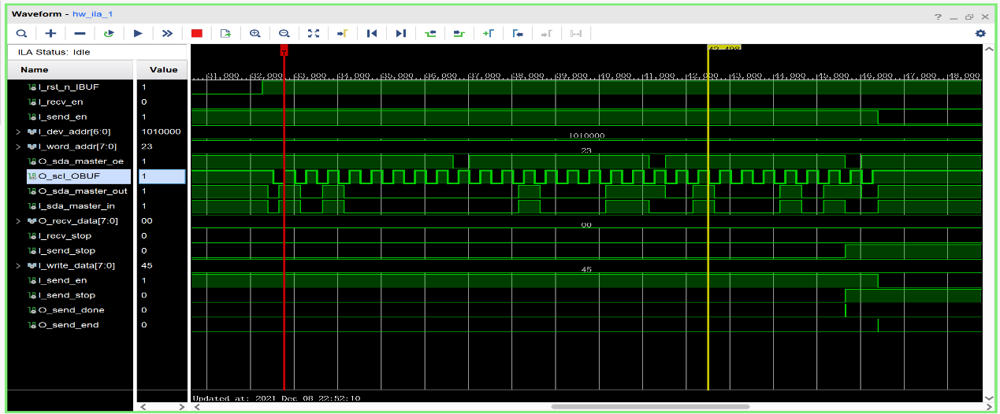 Waveform - hw_ila_1
ILA Status: Idle
Name Value
T 42,408
31,000 32,000 33,000 34,000 35,000 36,000 37,000 38,000 39,000 40,000 41,000 42,000 43,000 44,000 45,000 46,000 47,000 48,000
I_rst_n_IBUF 1
I_recv_en 0
I_send_en 1
I_dev_addr[6:0] 1010000 1010000
I_word_addr[7:0] 23 23
O_sda_master_oe 1
O_scl_OBUF 1
O_sda_master_out 1
I_sda_master_in 1
O_recv_data[7:0] 00 00
I_recv_stop 0
I_send_stop 0
I_write_data[7:0] 45 45
I_send_en 1
I_send_stop 0
O_send_done 0
O_send_end 0
Updated at: 2021 Dec 08 22:52:10